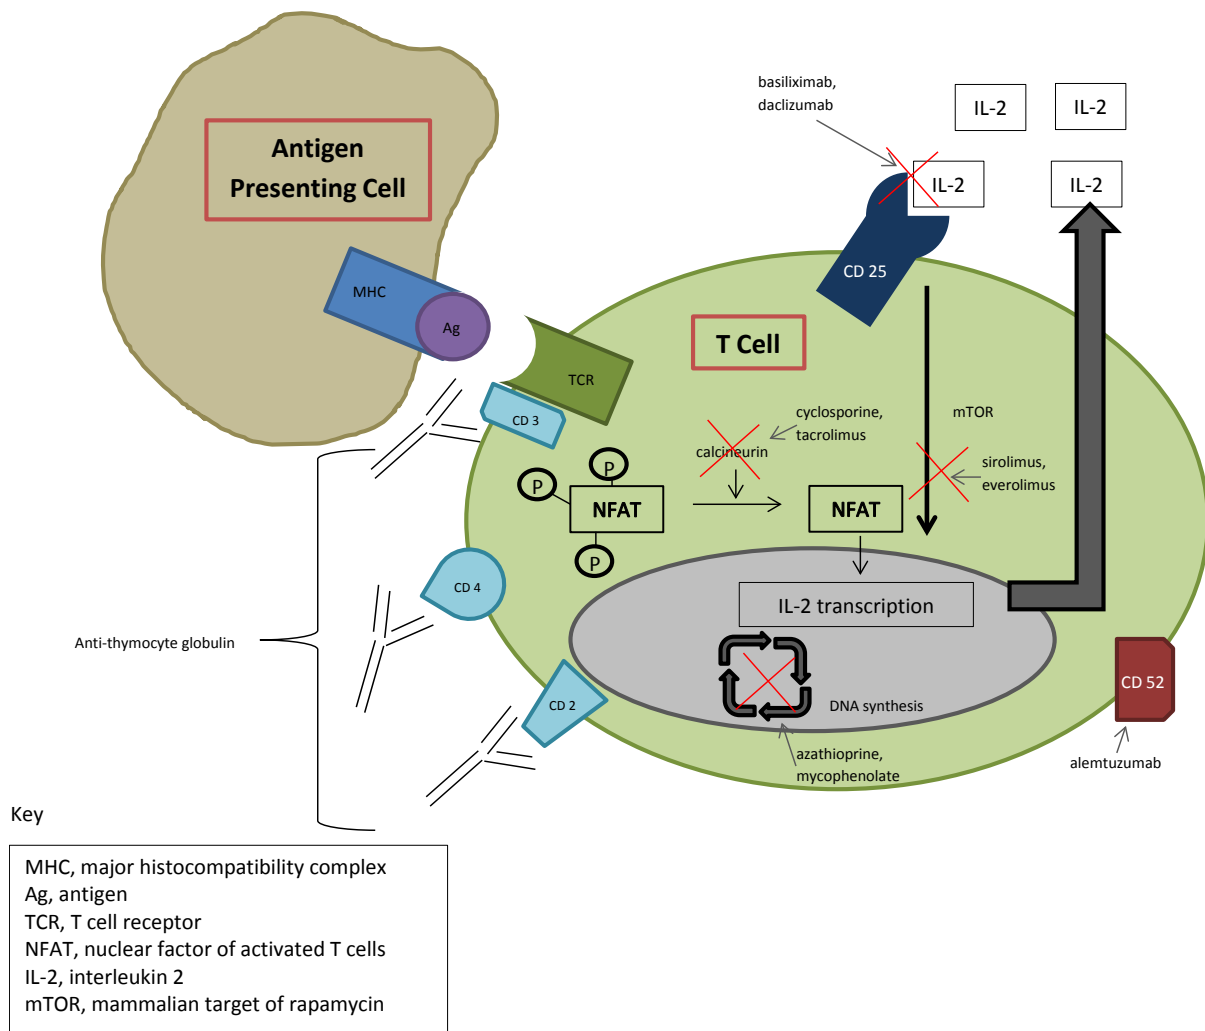 Antigen
Presenting Cell
MHC
Ag
TCR
CD 3
basiliximab,
daclizumab
IL-2
IL-2
IL-2
IL-2
CD 25
T Cell
mTOR
cyclosporine,
tacrolimus
calcineurin
sirolimus,
everolimus
P
P
P
NFAT
NFAT
CD 4
IL-2 transcription
Anti-thymocyte globulin
CD 2
DNA synthesis
azathioprine,
mycophenolate
CD 52
alemtuzumab
Key
MHC, major histocompatibility complex
Ag, antigen
TCR, T cell receptor
NFAT, nuclear factor of activated T cells
IL-2, interleukin 2
mTOR, mammalian target of rapamycin